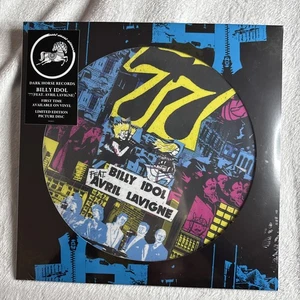 DARK HORSE RECORDS
BILLY IDOL
"77(FEAT. AVRIL LAVIGNE)"
FIRST TIME
AVAILABLE ON VINYL
LIMITED EDITION
PICTURE DISC
77
FEAT.
BILLY IDOL
AVRIL LAVIGNE